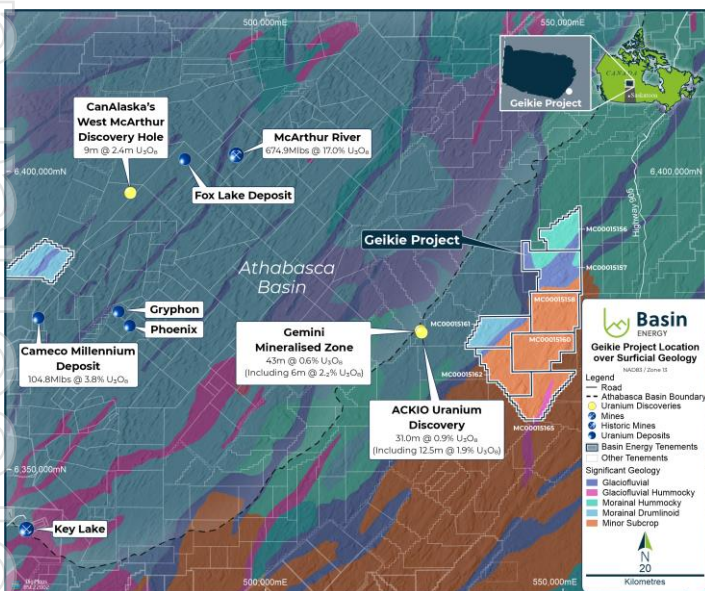 500,000mE
550,000mE
CANADA
Saskatoon
Geikie Project
CanAlaska's
West McArthur
Discovery Hole
9m @ 2.4m U₃O₈
McArthur River
674.9Mlbs @ 17.0% U₃O₈
6,400,000mN
6,400,000mN
Fox Lake Deposit
Highway 905
MC00015156
Geikie Project
MC00015157
Athabasca
Basin
MC00015158
Gryphon
Phoenix
MC00015161
Gemini
Mineralised Zone
43m @ 0.6% U₃O₈
(Including 6m @ 2.2% U₃O₈)
MC00015160
Cameco Millennium
Deposit
104.8Mlbs @ 3.8% U₃O₈
MC00015162
ACKIO Uranium
Discovery
31.0m @ 0.9% U₃O₈
(Including 12.5m @ 1.9% U₃O₈)
MC00015165
6,350,000mN
Key Lake
500,000mE
550,000mE
Basin
ENERGY
Geikie Project Location
over Surficial Geology
NAD83 / Zone 13
Legend
Road
Athabasca Basin Boundary
Uranium Discoveries
Mines
Historic Mines
Uranium Deposits
Basin Energy Tenements
Other Tenements
Significant Geology
Glaciofluvial
Glaciofluvial Hummocky
Morainal Hummocky
Morainal Drumlinoid
Minor Subcrop
N
20
Kilometres